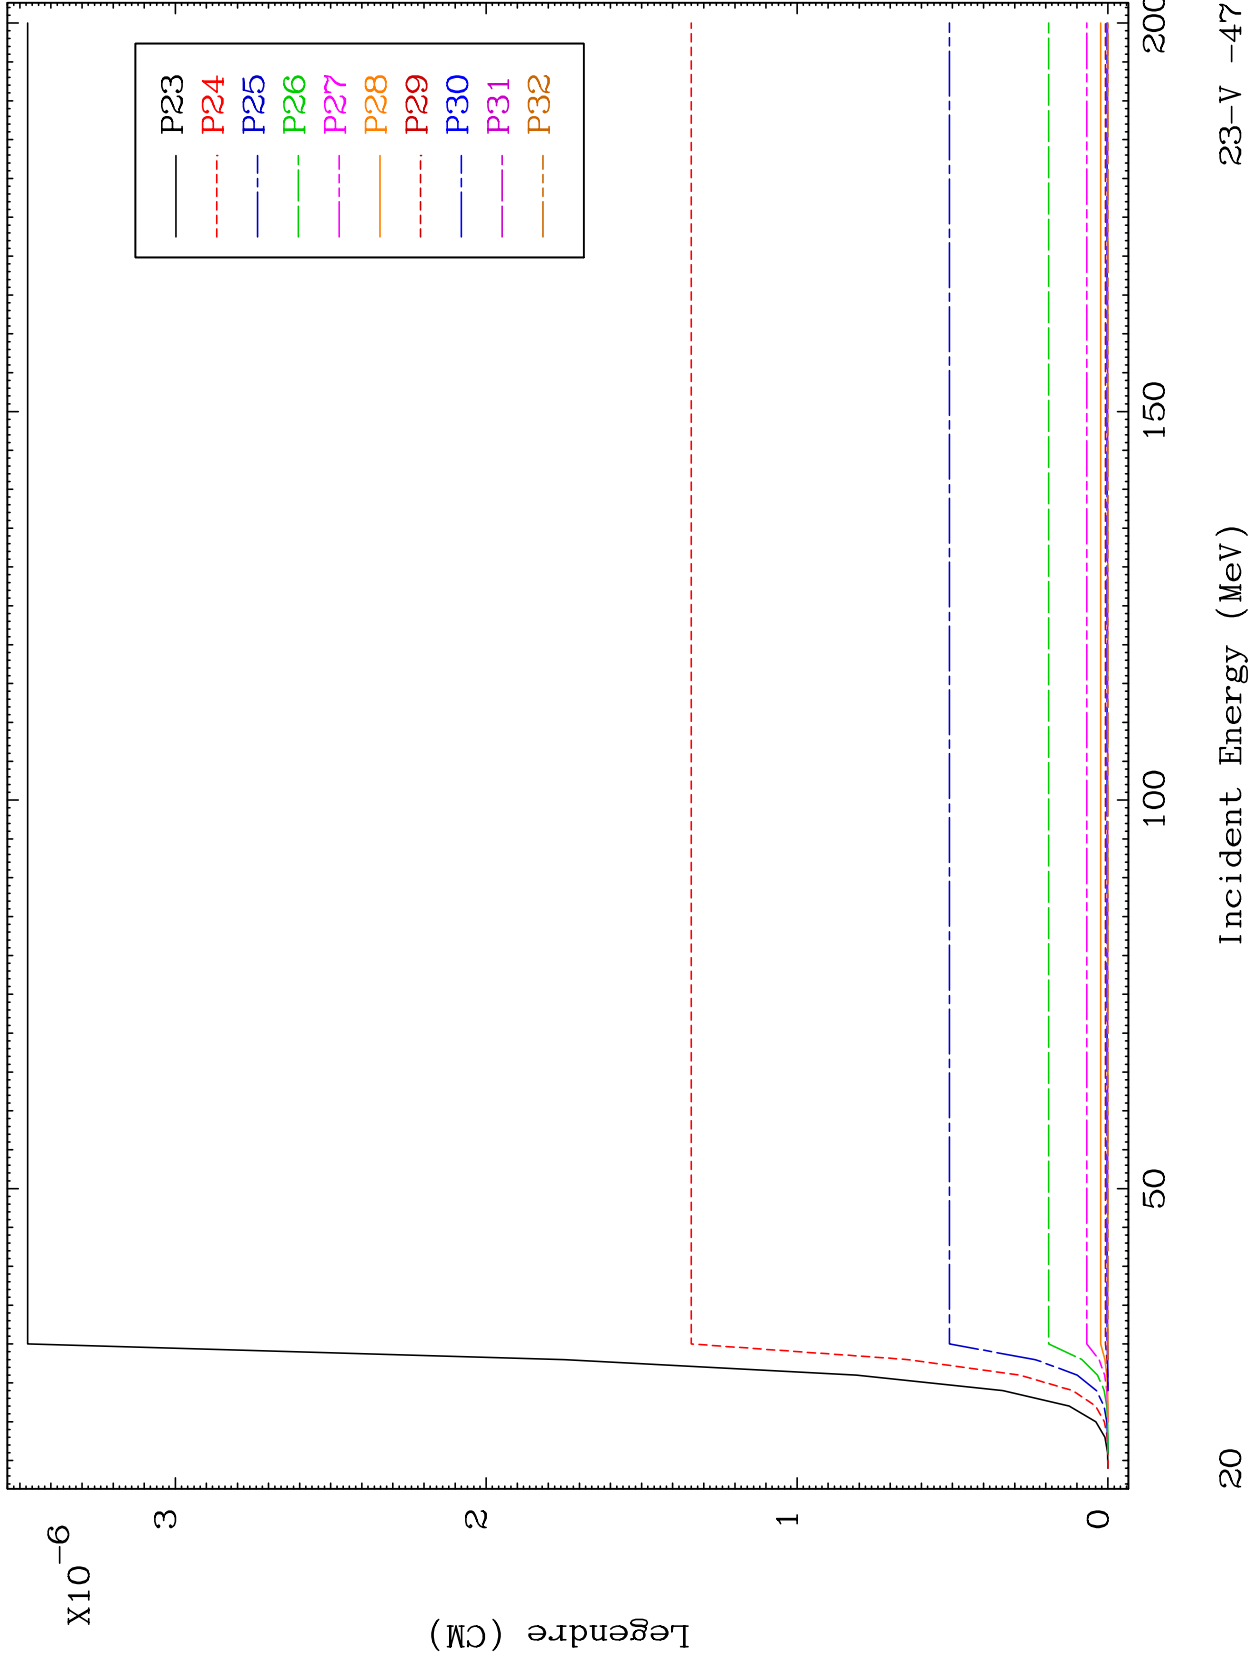 X10-6
3
2
1
0
Legendre (CM)
P23
P24
P25
P26
P27
P28
P29
P30
P31
P32
50
100
150
200
Incident Energy (MeV)
20
23-V -47